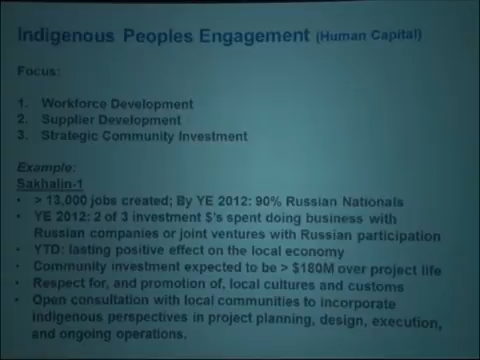 Indigenous Peoples Engagement (Human Capital)
Focus:
1. Workforce Development
2. Supplier Development
3. Strategic Community Investment
Example:
Sakhalin-1
• > 13,000 jobs created; By YE 2012: 90% Russian Nationals
• YE 2012: 2 of 3 investment $'s spent doing business with
Russian companies or joint ventures with Russian participation
• YTD: lasting positive effect on the local economy
• Community investment expected to be > $180M over project life
• Respect for, and promotion of, local cultures and customs
• Open consultation with local communities to incorporate
indigenous perspectives in project planning, design, execution,
and ongoing operations.